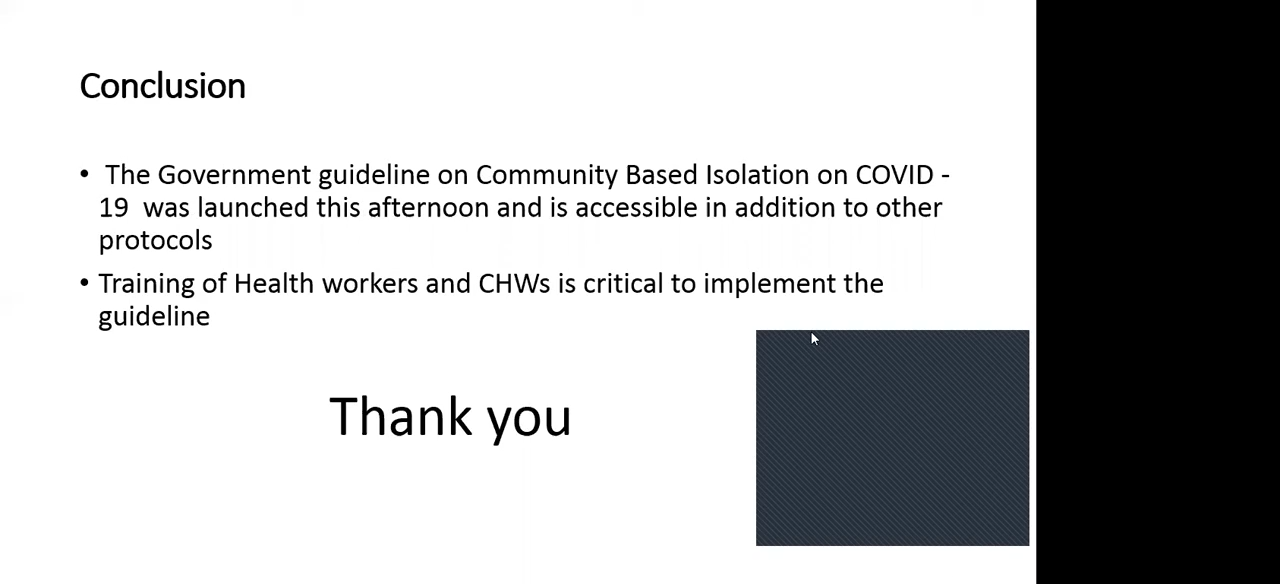 Conclusion
• The Government guideline on Community Based Isolation on COVID -
19 was launched this afternoon and is accessible in addition to other
protocols
• Training of Health workers and CHWs is critical to implement the
guideline
Thank you